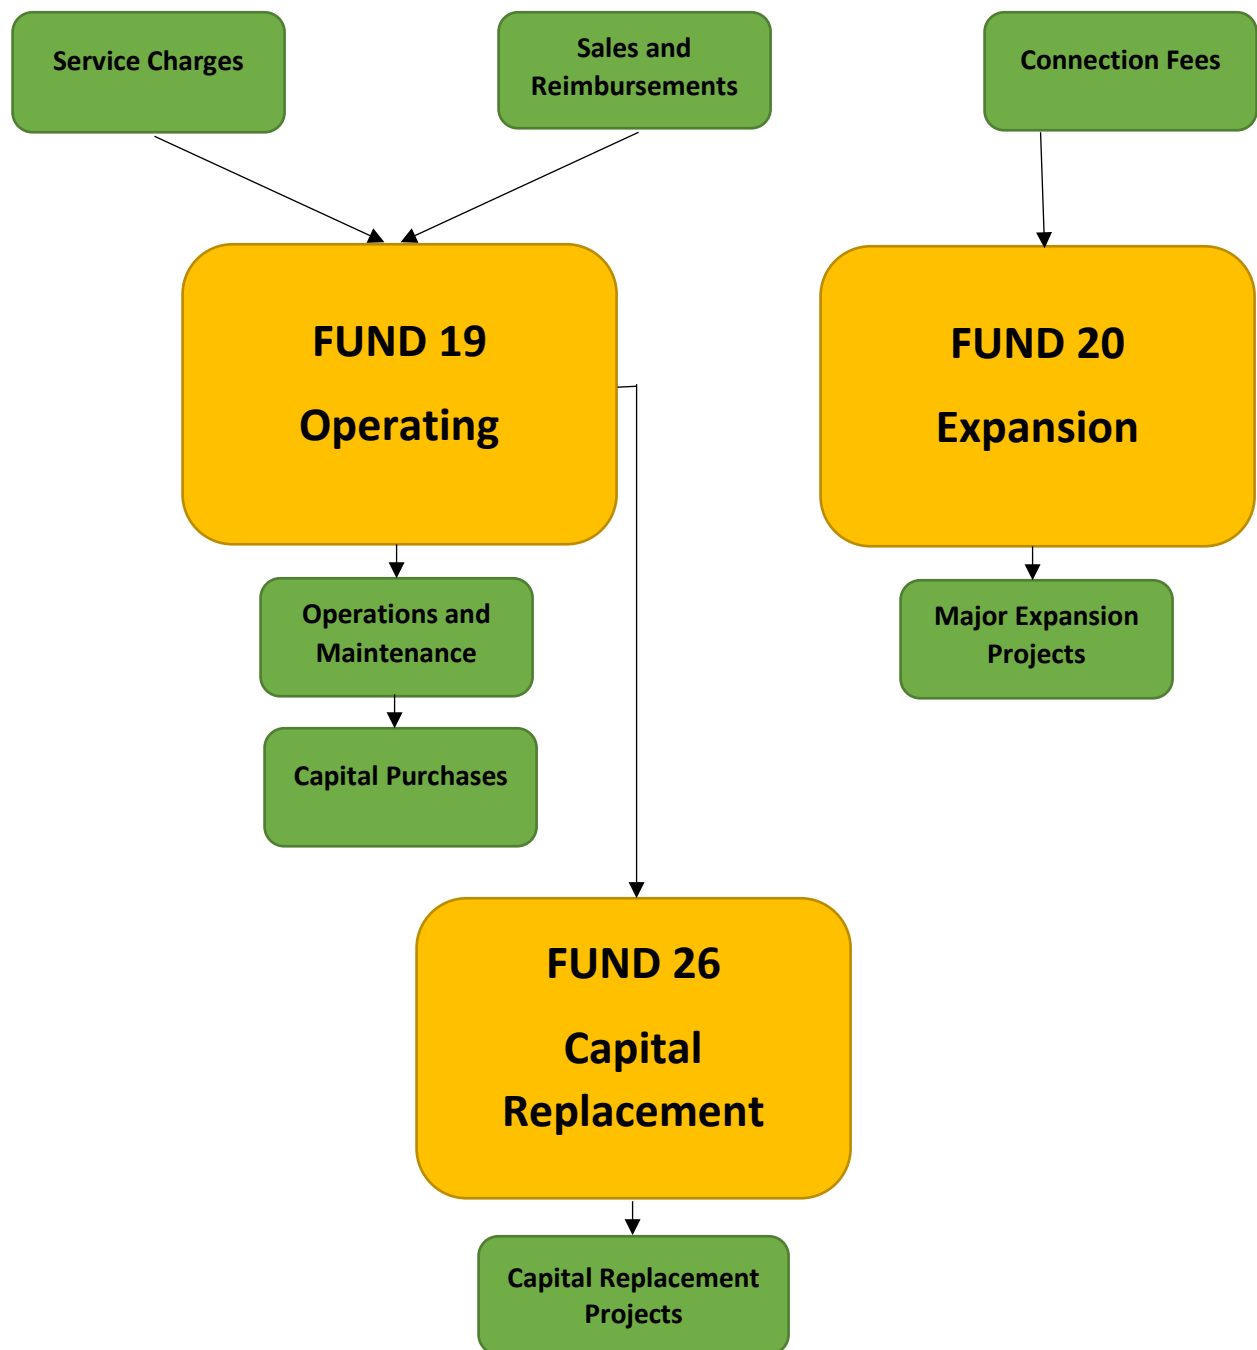 Service Charges
Sales and
Reimbursements
Connection Fees
FUND 19
Operating
FUND 20
Expansion
Operations and
Maintenance
Major Expansion
Projects
Capital Purchases
FUND 26
Capital
Replacement
Capital Replacement
Projects